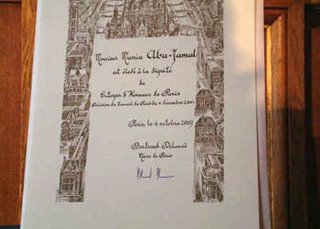 Monsieur Mumia Abu-Jamal
est élevé à la dignité
de
Citoyen d'Honneur de Paris
Décision du Conseil de Paris du 4 décembre 2001
Paris, le 4 octobre 2003
Bertrand Delanoë
Maire de Paris